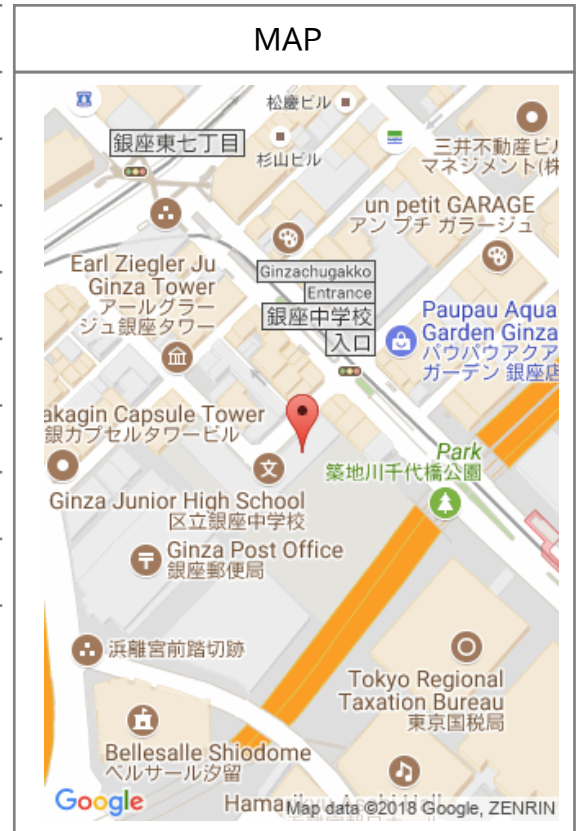 MAP
松慶ビル
銀座東七丁目
杉山ビル
三井不動産ビ
マネジメント(株
un petit GARAGE
アン プチ ガラージュ
Earl Ziegler Ju
Ginza Tower
アールグラー
ジュ銀座タワー
Ginzachugakko
Entrance
銀座中学校
入口
Paupau Aqua
Garden Ginza
パウパウアクア
ガーデン 銀座店
akagin Capsule Tower
銀カプセルタワービル
Park
築地川千代橋公園
文
Ginza Junior High School
区立銀座中学校
〒
Ginza Post Office
銀座郵便局
浜離宮前踏切跡
Tokyo Regional
Taxation Bureau
東京国税局
Bellesalle Shiodome
ベルサール汐留
Google
Hama
Map data ©2018 Google, ZENRIN